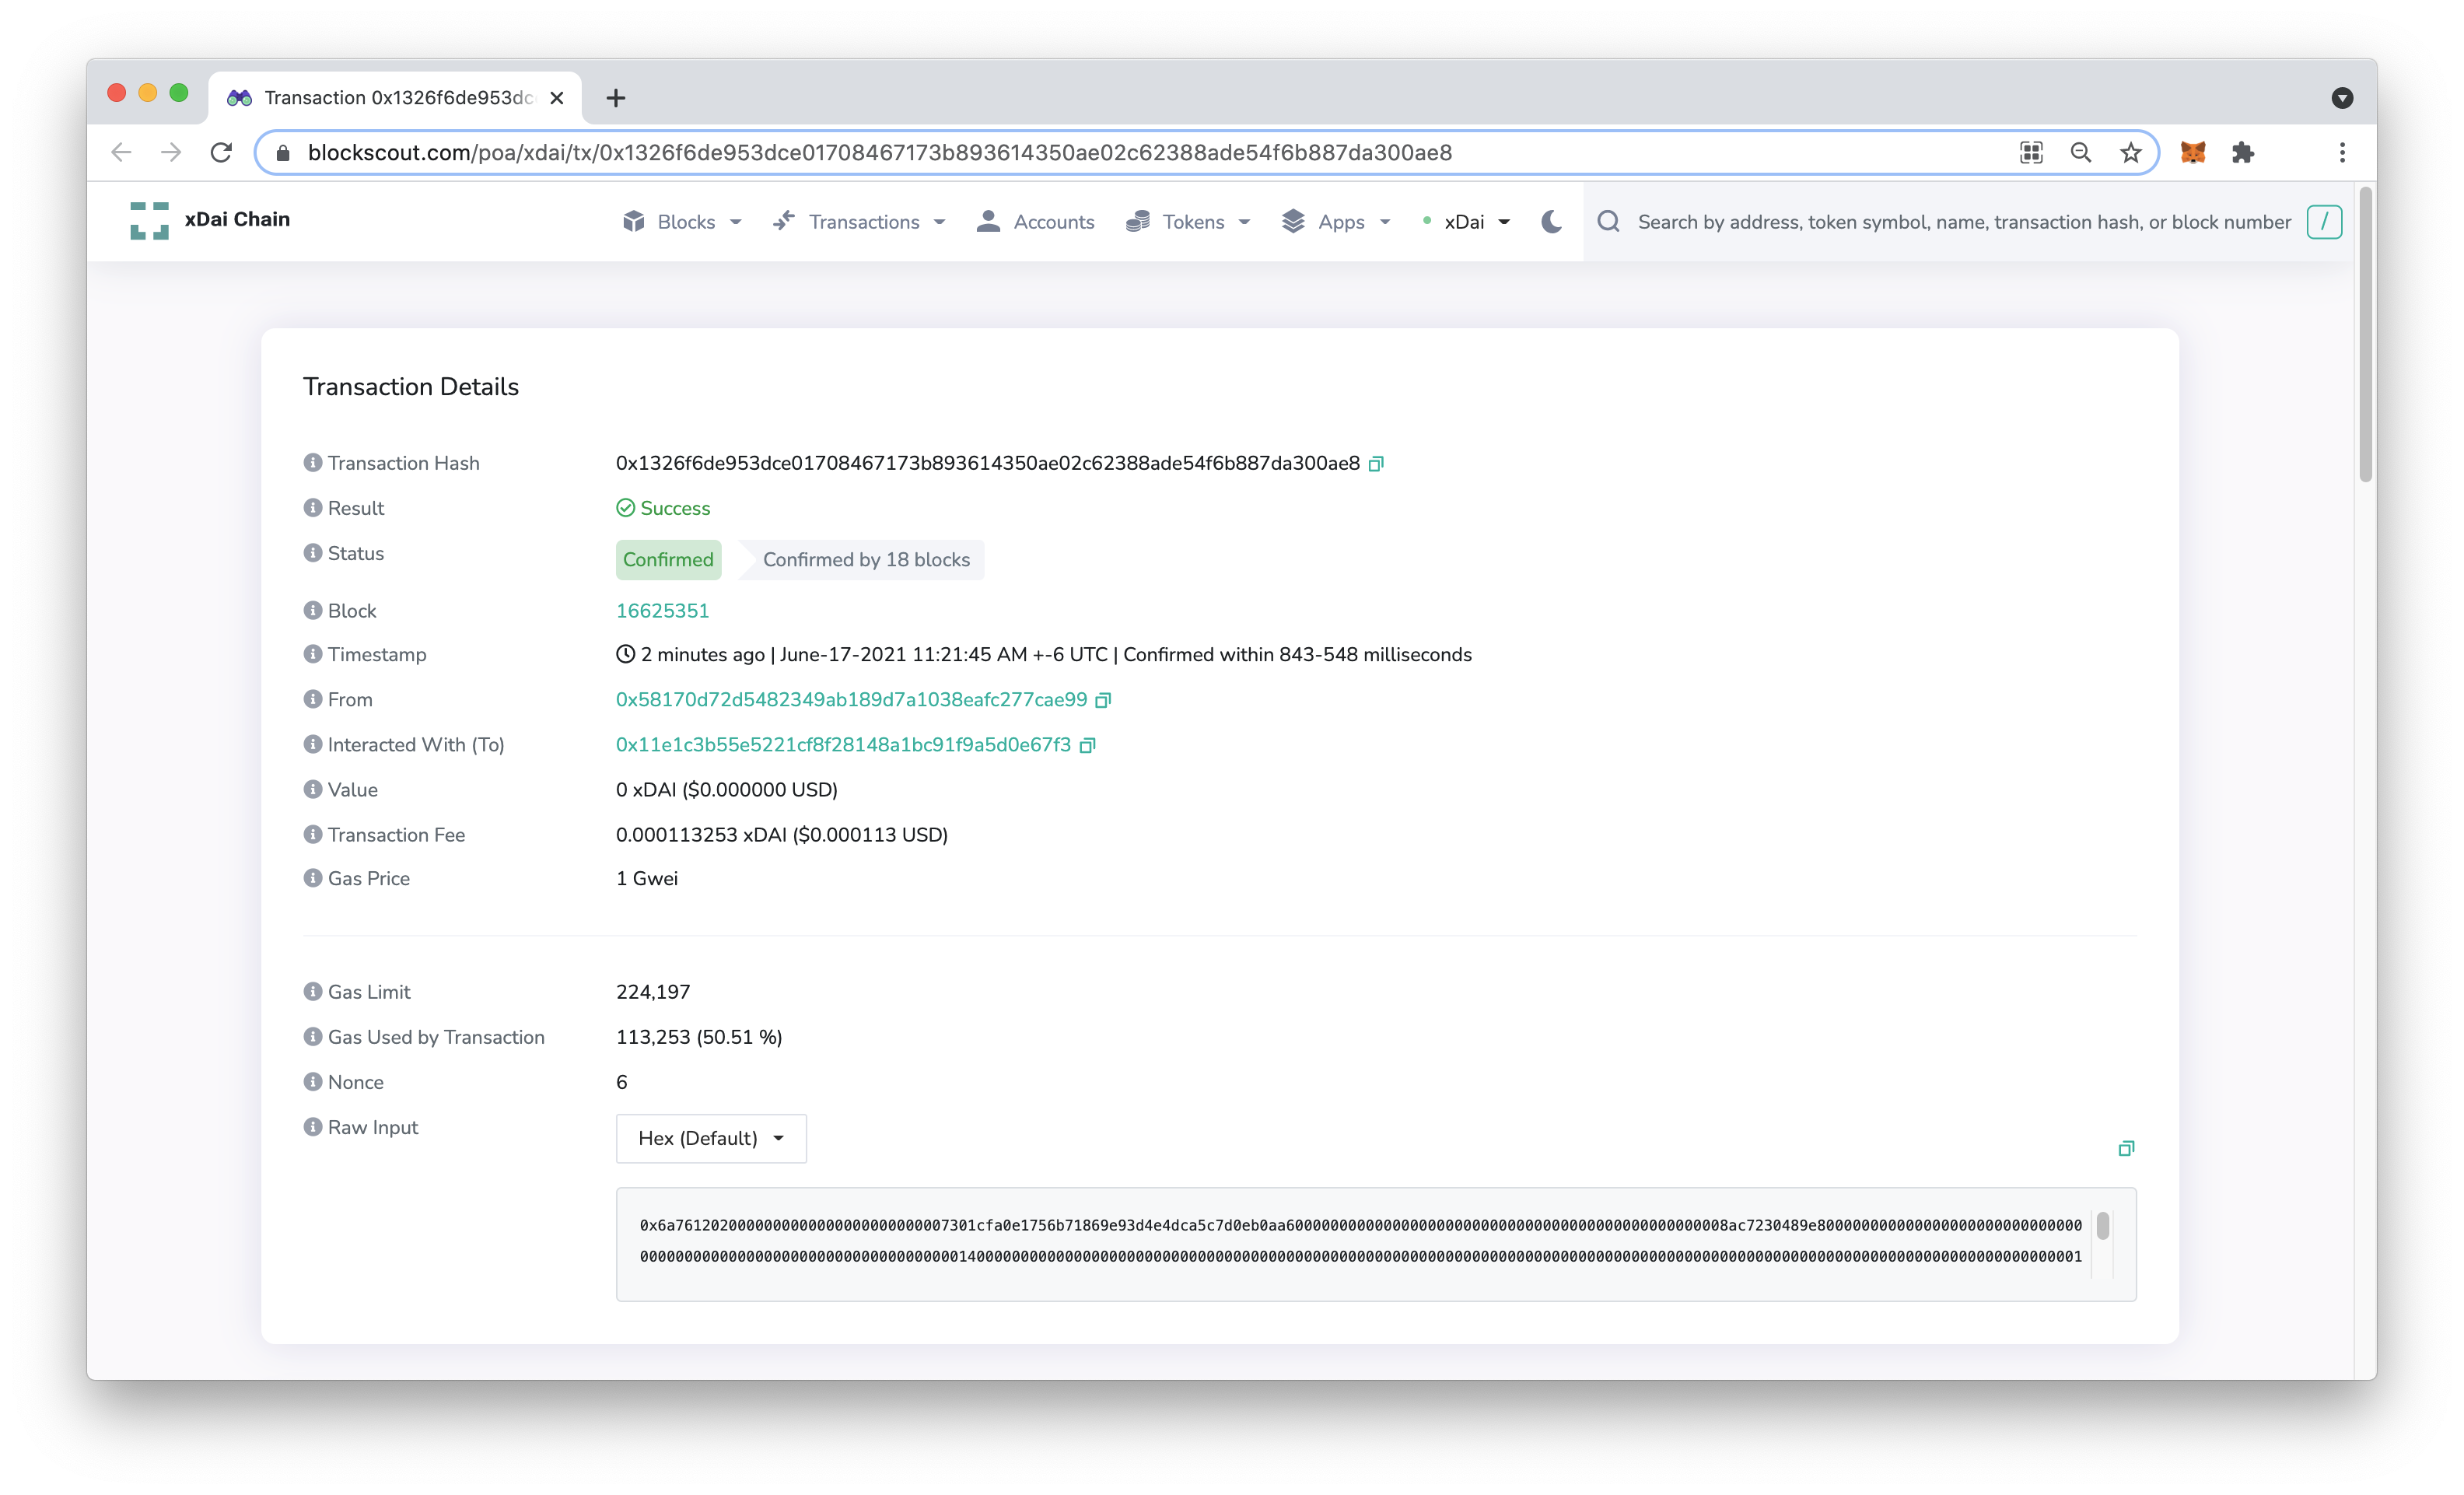 Transaction 0x1326f6de953dc
blockscout.com/poa/xdai/tx/0x1326f6de953dce01708467173b893614350ae02c62388ade54f6b887da300ae8
xDai Chain Blocks Transactions Accounts Tokens Apps xDai Search by address, token symbol, name, transaction hash, or block number /
Transaction Details
Transaction Hash 0x1326f6de953dce01708467173b893614350ae02c62388ade54f6b887da300ae8
Result Success
Status Confirmed Confirmed by 18 blocks
Block 16625351
Timestamp 2 minutes ago | June-17-2021 11:21:45 AM +-6 UTC | Confirmed within 843-548 milliseconds
From 0x58170d72d5482349ab189d7a1038eafc277cae99
Interacted With (To) 0x11e1c3b55e5221cf8f28148a1bc91f9a5d0e67f3
Value 0 xDAI ($0.000000 USD)
Transaction Fee 0.000113253 xDAI ($0.000113 USD)
Gas Price 1 Gwei
Gas Limit 224,197
Gas Used by Transaction 113,253 (50.51 %)
Nonce 6
Raw Input Hex (Default)